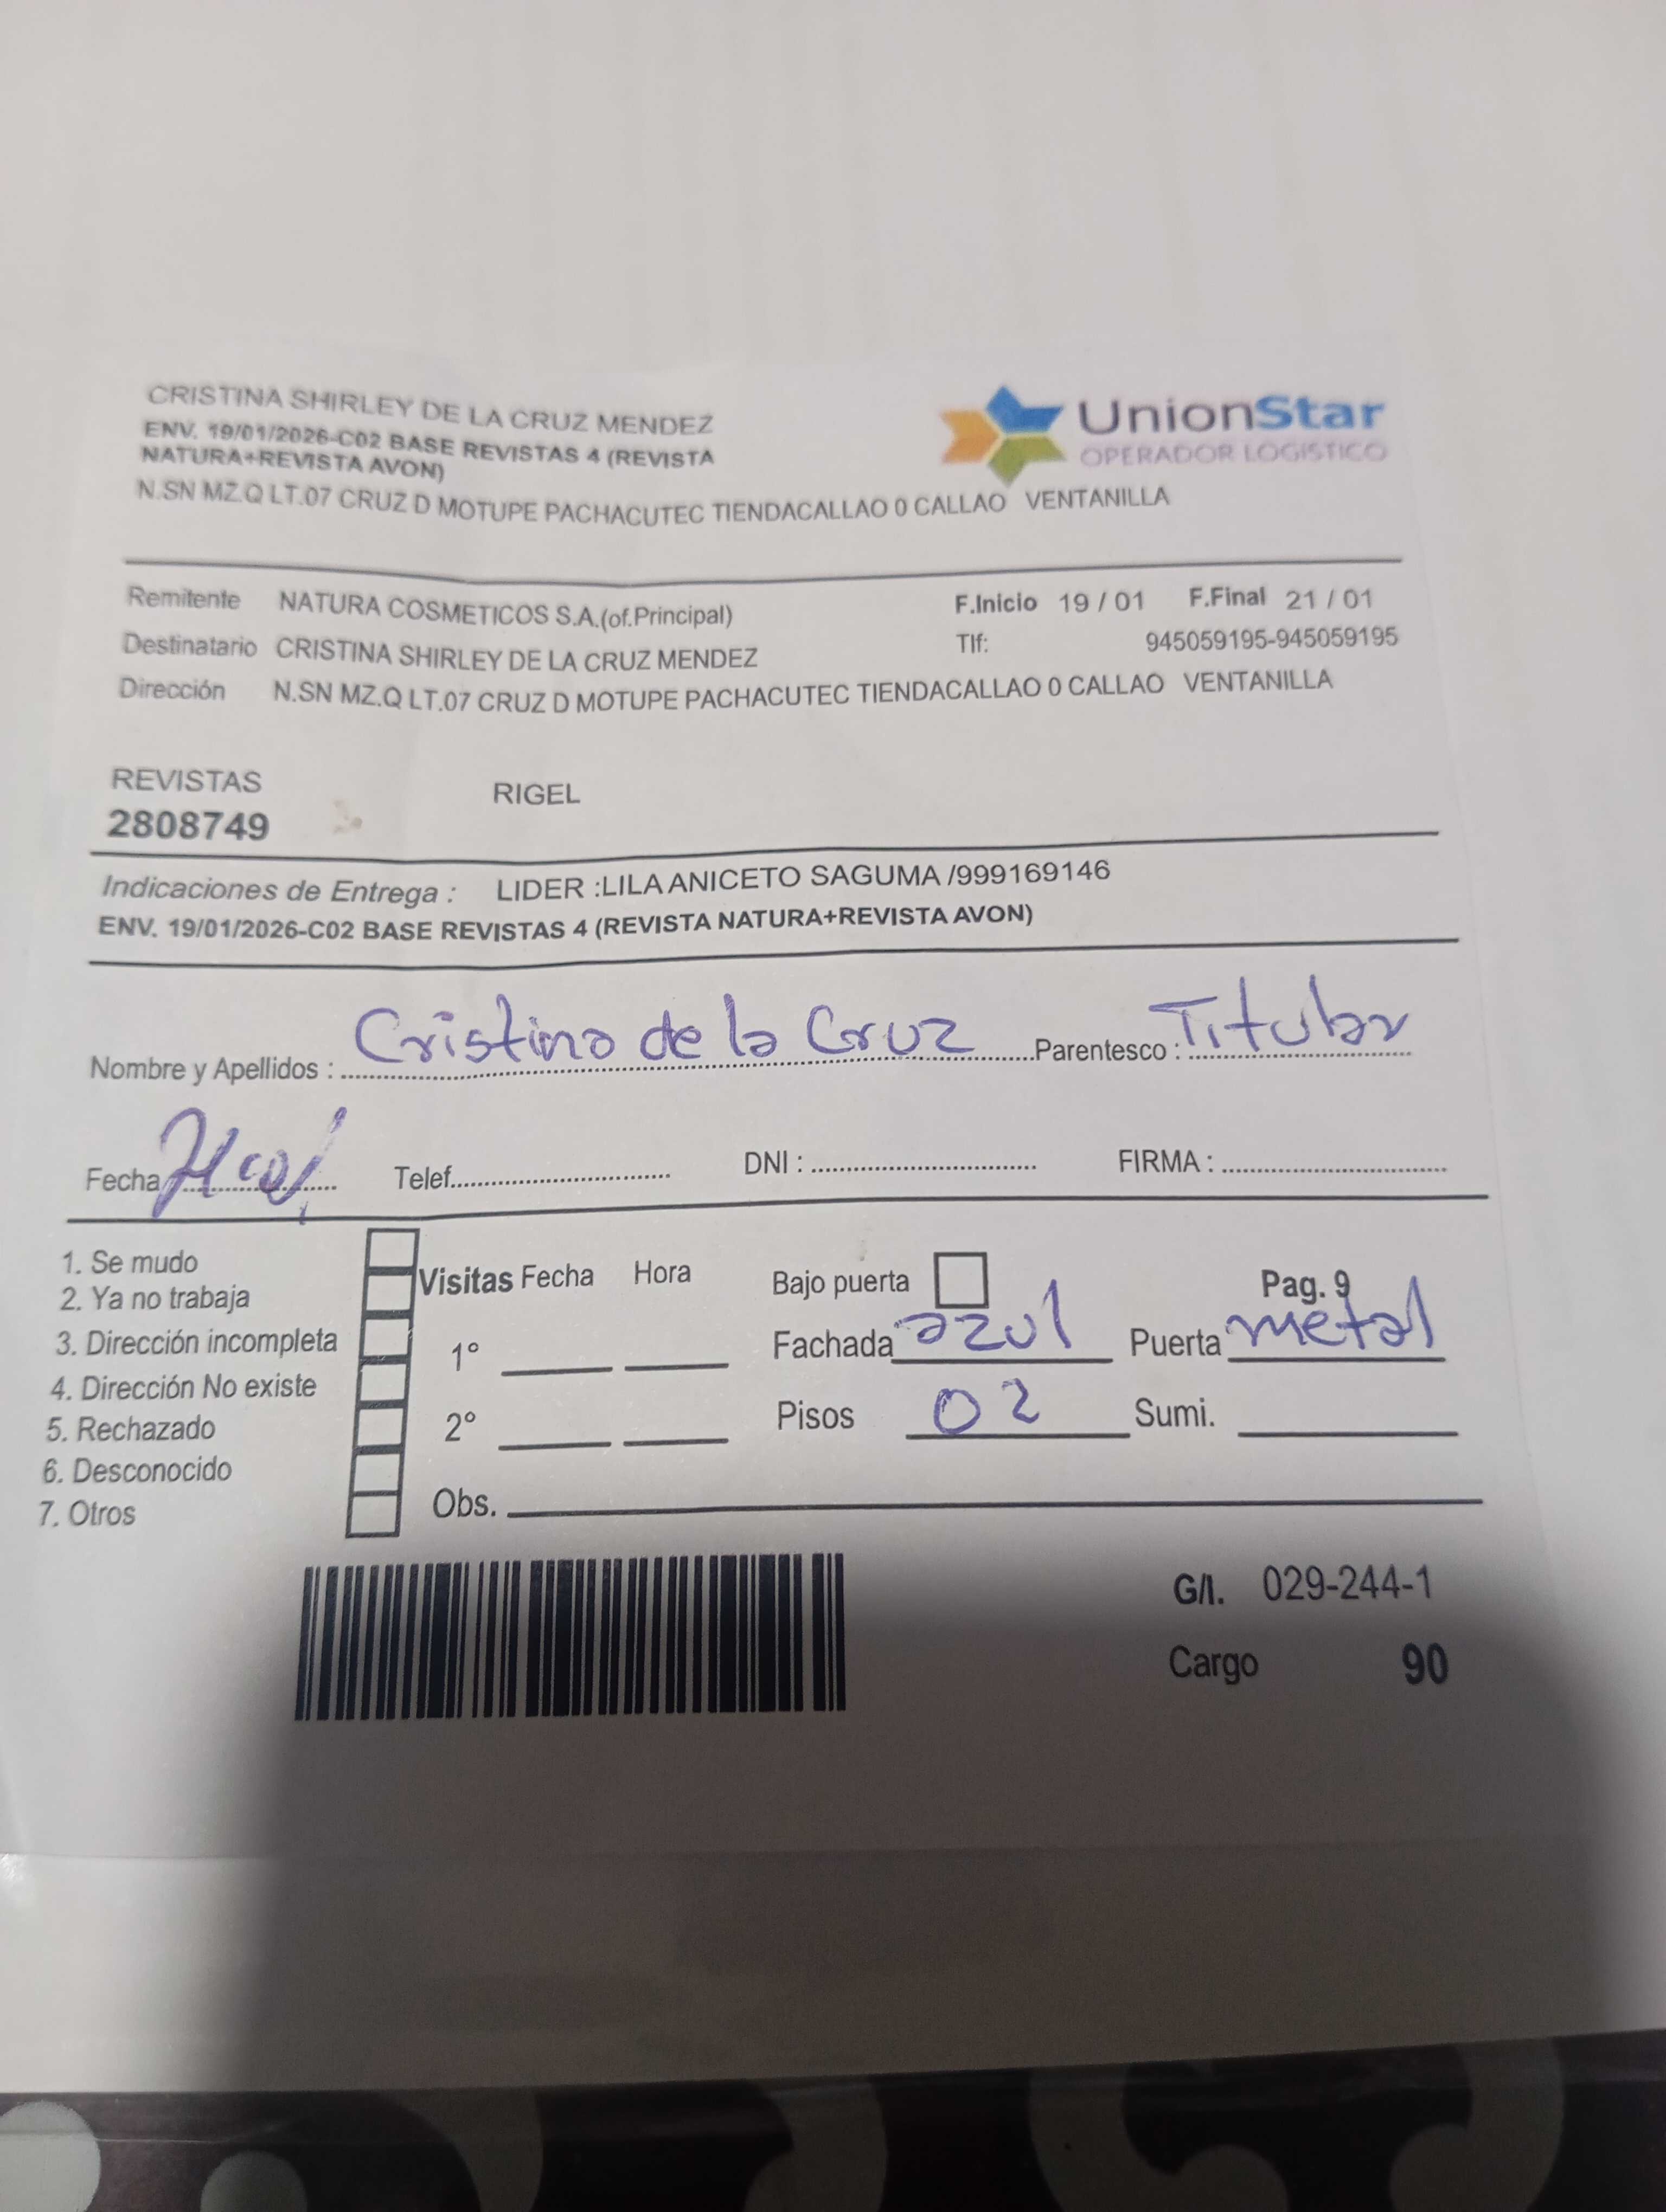 CRISTINA SHIRLEY DE LA CRUZ MENDEZ
ENV. 19/01/2026-C02 BASE REVISTAS 4 (REVISTA
NATURA+REVISTA AVON)
N.SN MZ.Q LT.07 CRUZ D MOTUPE PACHACUTEC TIENDACALLAO 0 CALLAO VENTANILLA
UnionStar
OPERADOR LOGISTICO
Remitente NATURA COSMETICOS S.A.(of.Principal) F.Inicio 19 / 01 F.Final 21 / 01
Destinatario CRISTINA SHIRLEY DE LA CRUZ MENDEZ Tlf: 945059195-945059195
Dirección N.SN MZ.Q LT.07 CRUZ D MOTUPE PACHACUTEC TIENDACALLAO 0 CALLAO VENTANILLA
REVISTAS RIGEL
2808749
Indicaciones de Entrega : LIDER :LILA ANICETO SAGUMA /999169146
ENV. 19/01/2026-C02 BASE REVISTAS 4 (REVISTA NATURA+REVISTA AVON)
Nombre y Apellidos : Cristina de la Cruz Parentesco : Titular
Fecha Telef. DNI : FIRMA :
1. Se mudo
2. Ya no trabaja
3. Dirección incompleta
4. Dirección No existe
5. Rechazado
6. Desconocido
7. Otros
Visitas Fecha Hora
1°
2°
Obs.
Bajo puerta Pag. 9
Fachada azul Puerta metal
Pisos 02 Sumi.
G/I. 029-244-1
Cargo 90